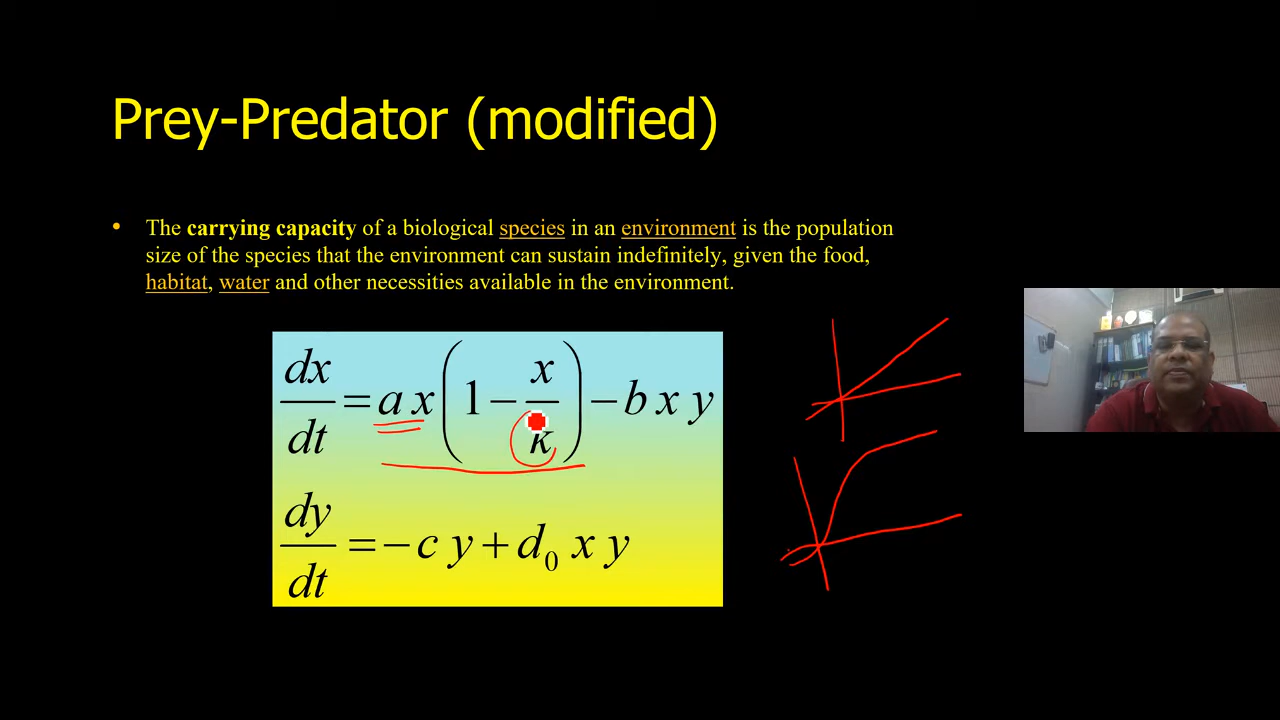 Prey-Predator (modified)
• The carrying capacity of a biological species in an environment is the population
size of the species that the environment can sustain indefinitely, given the food,
habitat, water and other necessities available in the environment.
dx/dt = a x (1 − x/κ) − b x y
dy/dt = − c y + d₀ x y